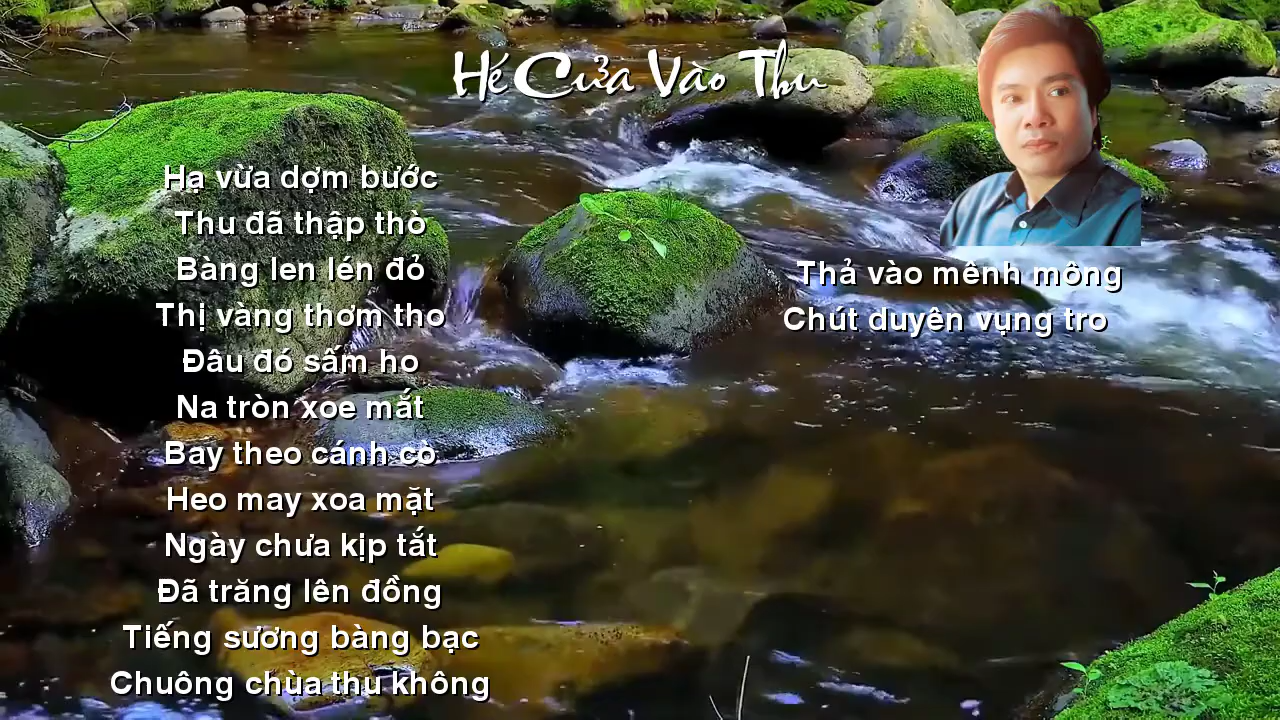 Hé Cửa Vào Thu
Hạ vừa dợm bước
Thu đã thập thò
Bàng len lén đỏ
Thị vàng thơm tho
Đâu đó sấm ho
Na tròn xoe mắt
Bay theo cánh cò
Heo may xoa mặt
Ngày chưa kịp tắt
Đã trăng lên đồng
Tiếng sương bàng bạc
Chuông chùa thu không
Thả vào mênh mông
Chút duyên vụng tro